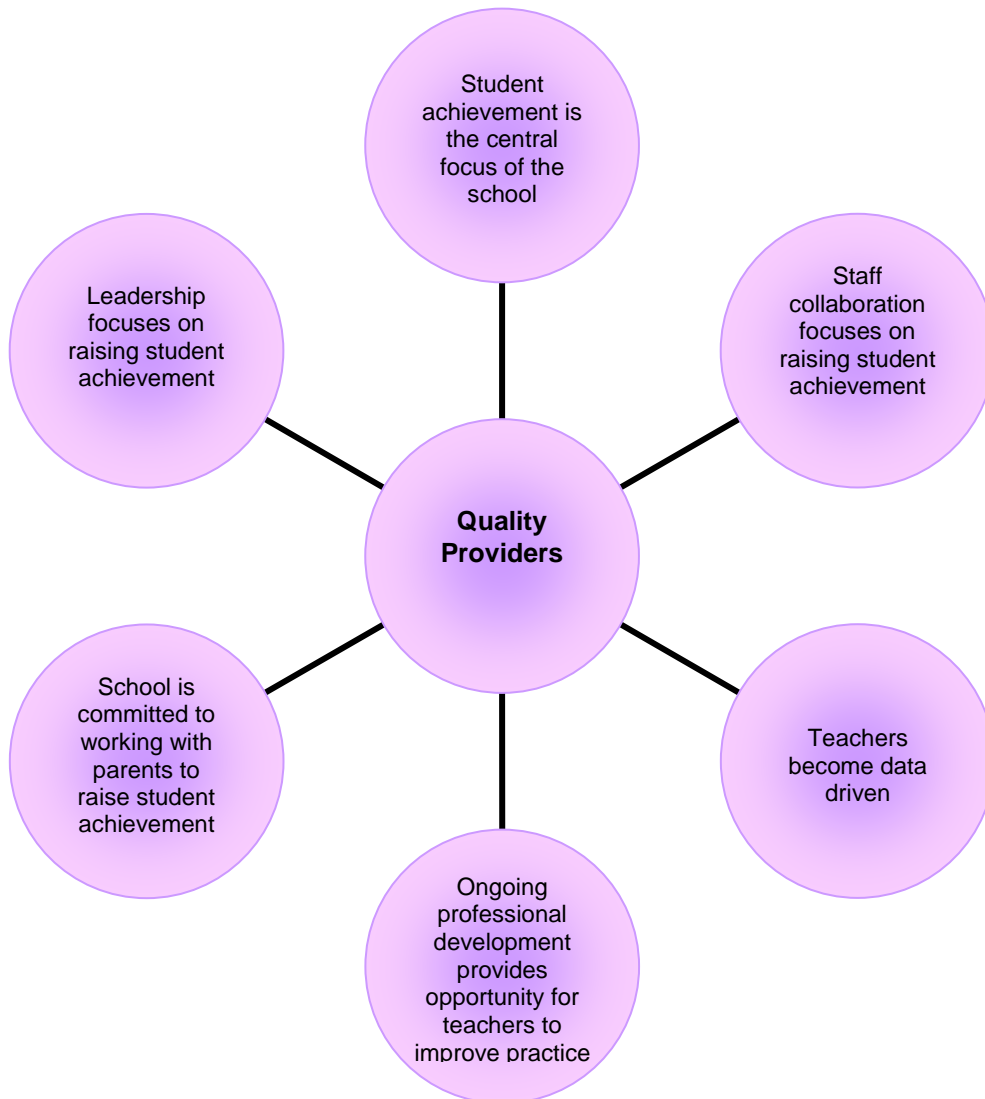 Student
achievement is
the central
focus of the
school
Staff
collaboration
focuses on
raising student
achievement
Leadership
focuses on
raising student
achievement
Quality
Providers
School is
committed to
working with
parents to
raise student
achievement
Teachers
become data
driven
Ongoing
professional
development
provides
opportunity for
teachers to
improve practice